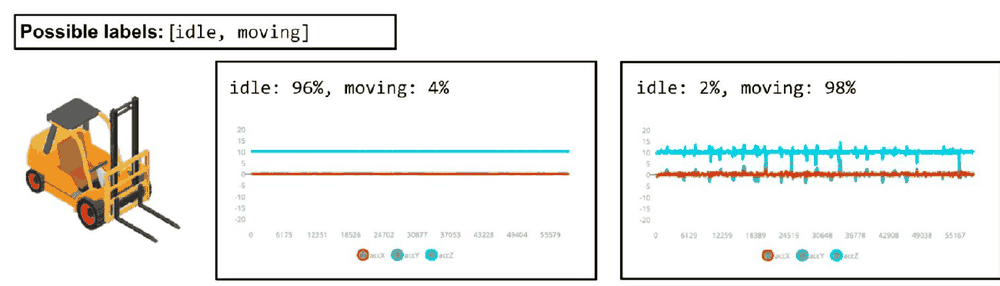 Possible labels: [idle, moving]
idle: 96%, moving: 4%
20
15
10
5
0
-5
-10
-15
-20
0 6175 12351 18526 24702 30877 37053 43228 49404 55579
accX accY accZ
idle: 2%, moving: 98%
20
15
10
5
0
-5
-10
-15
-20
0 6129 12259 18389 24519 30648 36778 42908 49038 55167
accX accY accZ